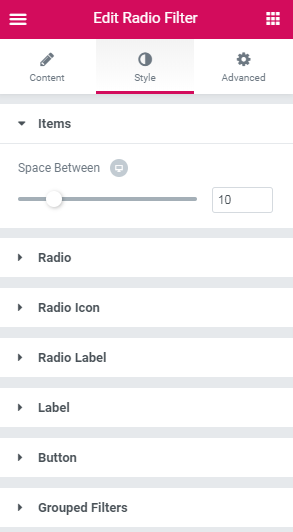 Edit Radio Filter
Content Style Advanced
Items
Space Between 10
Radio
Radio Icon
Radio Label
Label
Button
Grouped Filters